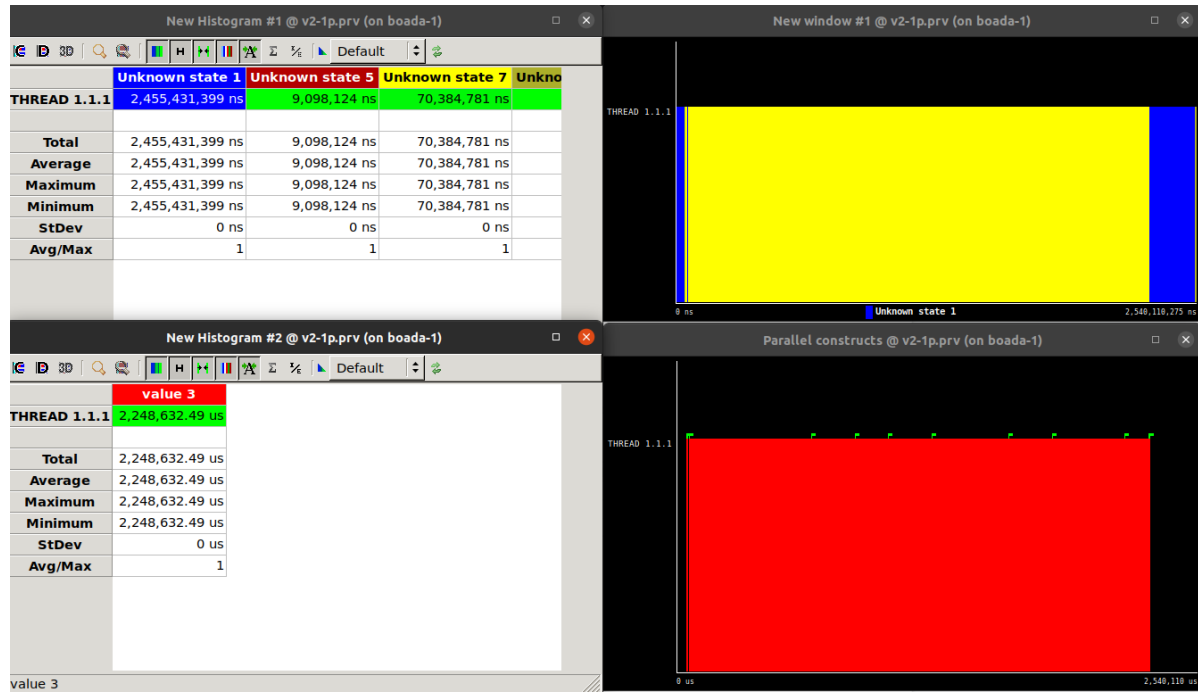 New Histogram #1 @ v2-1p.prv (on boada-1)
3D Σ ⅟ Default
Unknown state 1 Unknown state 5 Unknown state 7 Unkno
THREAD 1.1.1 2,455,431,399 ns 9,098,124 ns 70,384,781 ns
Total 2,455,431,399 ns 9,098,124 ns 70,384,781 ns
Average 2,455,431,399 ns 9,098,124 ns 70,384,781 ns
Maximum 2,455,431,399 ns 9,098,124 ns 70,384,781 ns
Minimum 2,455,431,399 ns 9,098,124 ns 70,384,781 ns
StDev 0 ns 0 ns 0 ns
Avg/Max 1 1 1
New window #1 @ v2-1p.prv (on boada-1)
THREAD 1.1.1
0 ns Unknown state 1 2,540,110,275 ns
New Histogram #2 @ v2-1p.prv (on boada-1)
3D H Σ Default
value 3
THREAD 1.1.1 2,248,632.49 us
Total 2,248,632.49 us
Average 2,248,632.49 us
Maximum 2,248,632.49 us
Minimum 2,248,632.49 us
StDev 0 us
Avg/Max 1
value 3
Parallel constructs @ v2-1p.prv (on boada-1)
THREAD 1.1.1
0 us 2,540,110 us